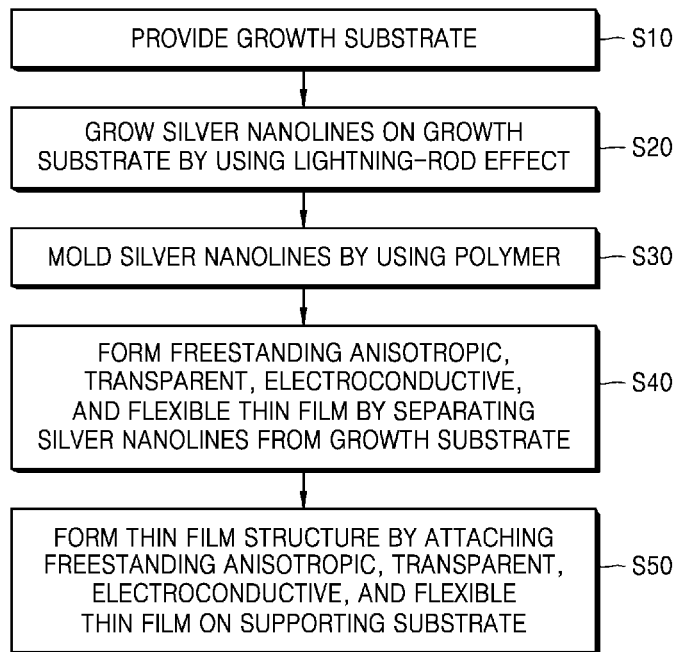 PROVIDE GROWTH SUBSTRATE
S10
GROW SILVER NANOLINES ON GROWTH
SUBSTRATE BY USING LIGHTNING-ROD EFFECT
S20
MOLD SILVER NANOLINES BY USING POLYMER
S30
FORM FREESTANDING ANISOTROPIC,
TRANSPARENT, ELECTROCONDUCTIVE,
AND FLEXIBLE THIN FILM BY SEPARATING
SILVER NANOLINES FROM GROWTH SUBSTRATE
S40
FORM THIN FILM STRUCTURE BY ATTACHING
FREESTANDING ANISOTROPIC, TRANSPARENT,
ELECTROCONDUCTIVE, AND FLEXIBLE
THIN FILM ON SUPPORTING SUBSTRATE
S50